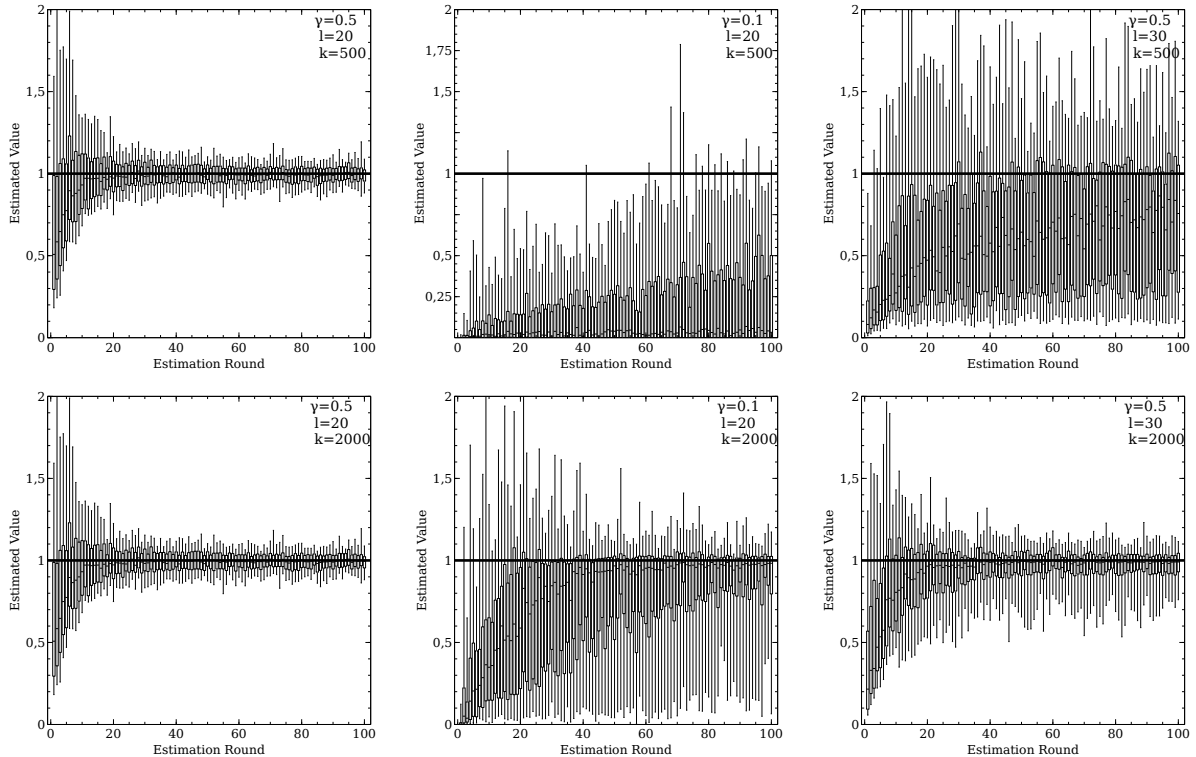 2
1,5
1
0,5
0
Estimated Value
γ=0.5
l=20
k=500
0 20 40 60 80 100
Estimation Round
2
1,75
1,5
1
0,5
0,25
0
Estimated Value
γ=0.1
l=20
k=500
0 20 40 60 80 100
Estimation Round
2
1,5
1
0,5
0
Estimated Value
γ=0.5
l=30
k=500
0 20 40 60 80 100
Estimation Round
2
1,5
1
0,5
0
Estimated Value
γ=0.5
l=20
k=2000
0 20 40 60 80 100
Estimation Round
2
1,5
1
0,5
0
Estimated Value
γ=0.1
l=20
k=2000
0 20 40 60 80 100
Estimation Round
2
1,5
1
0,5
0
Estimated Value
γ=0.5
l=30
k=2000
0 20 40 60 80 100
Estimation Round